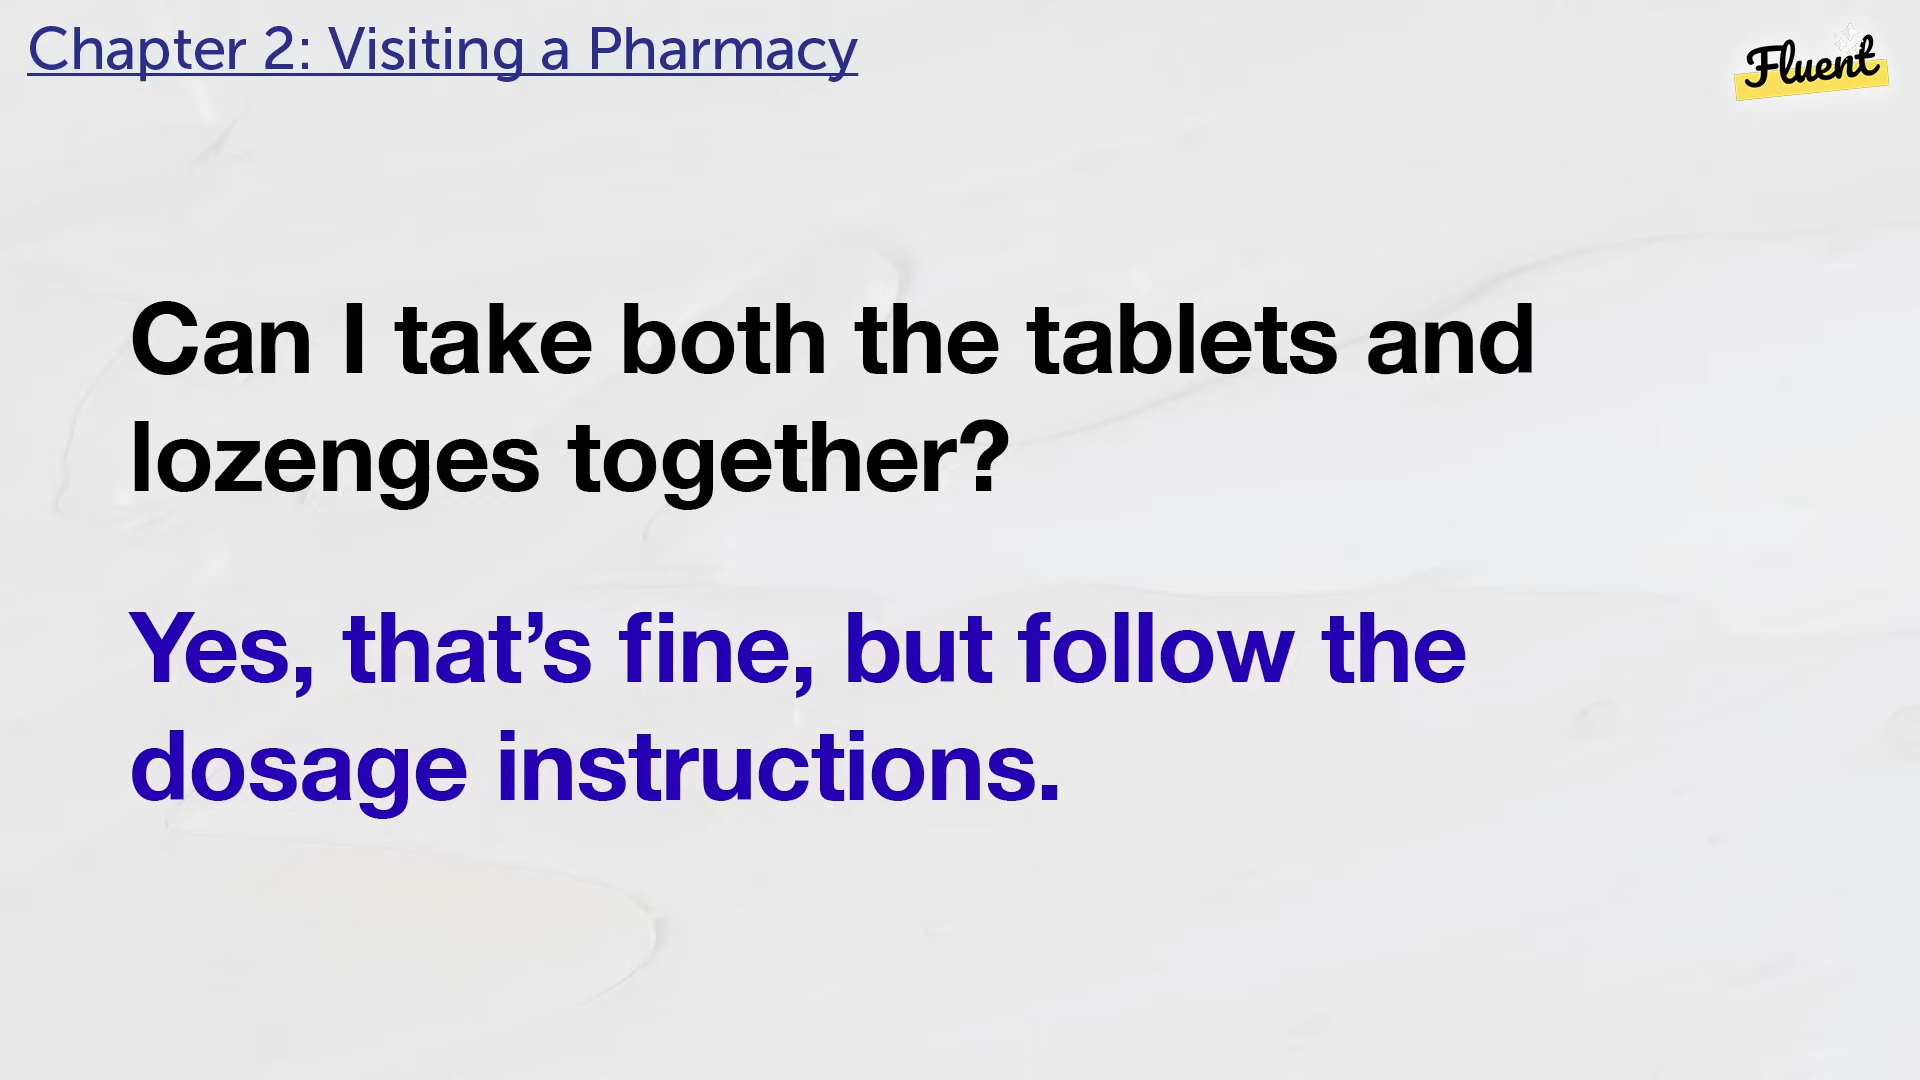 Chapter 2: Visiting a Pharmacy
Fluent
Can I take both the tablets and
lozenges together?
Yes, that’s fine, but follow the
dosage instructions.